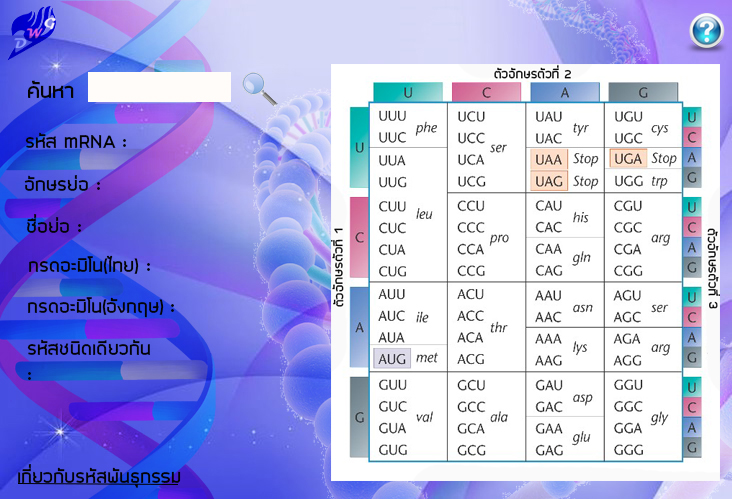 DWG
?
ค้นหา
รหัส mRNA :
อักษรย่อ :
ชื่อย่อ :
กรดอะมิโน(ไทย) :
กรดอะมิโน(อังกฤษ) :
รหัสชนิดเดียวกัน
:
เกี่ยวกับรหัสพันธุกรรม
ตัวอักษรตัวที่ 2
U C A G
ตัวอักษรตัวที่ 1
ตัวอักษรตัวที่ 3
U
UUU UCU UAU UGU U
phe tyr cys
UUC UCC UAC UGC C
ser
UUA UCA UAA Stop UGA Stop A
UUG UCG UAG Stop UGG trp G
C
CUU CCU CAU CGU U
his
CUC CCC CAC CGC C
leu pro arg
CUA CCA CAA CGA A
gln
CUG CCG CAG CGG G
A
AUU ACU AAU AGU U
asn ser
AUC ile ACC AAC AGC C
thr
AUA ACA AAA AGA A
lys arg
AUG met ACG AAG AGG G
G
GUU GCU GAU GGU U
asp
GUC GCC GAC GGC C
val ala gly
GUA GCA GAA GGA A
glu
GUG GCG GAG GGG G